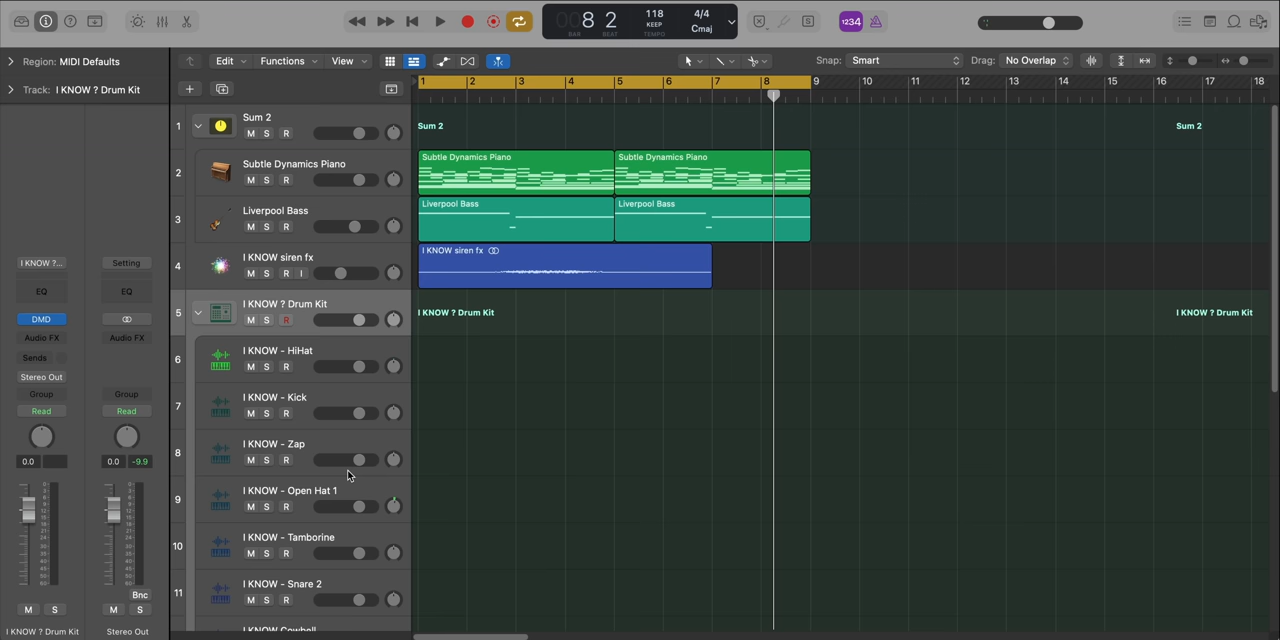 8 2
BAR BEAT
118
KEEP
TEMPO
4/4
Cmaj
S
1234
Region: MIDI Defaults
Edit Functions View
Snap: Smart
Drag: No Overlap
Track: I KNOW ? Drum Kit
1 2 3 4 5 6 7 8 9 10 11 12 13 14 15 16 17 18
1 Sum 2
M S R
Sum 2 Sum 2
2 Subtle Dynamics Piano
M S R
Subtle Dynamics Piano Subtle Dynamics Piano
3 Liverpool Bass
M S R
Liverpool Bass Liverpool Bass
4 I KNOW siren fx
M S R I
I KNOW siren fx
5 I KNOW ? Drum Kit
M S R
I KNOW ? Drum Kit I KNOW ? Drum Kit
6 I KNOW - HiHat
M S R
7 I KNOW - Kick
M S R
8 I KNOW - Zap
M S R
9 I KNOW - Open Hat 1
M S R
10 I KNOW - Tamborine
M S R
11 I KNOW - Snare 2
M S R
I KNOW ?... Setting
EQ EQ
DMD
Audio FX Audio FX
Sends
Stereo Out
Group Group
Read Read
0.0 0.0 -9.9
Bnc
M S M S
I KNOW ? Drum Kit Stereo Out